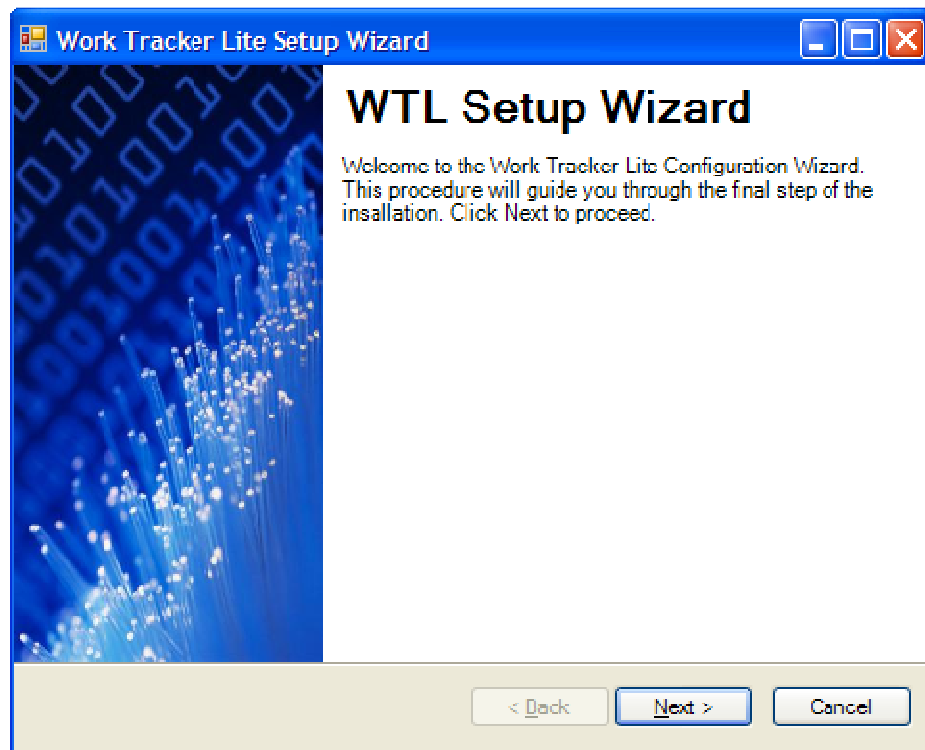 Work Tracker Lite Setup Wizard
WTL Setup Wizard
Welcome to the Work Tracker Lite Configuration Wizard.
This procedure will guide you through the final step of the
insallation. Click Next to proceed.
< Back
Next >
Cancel